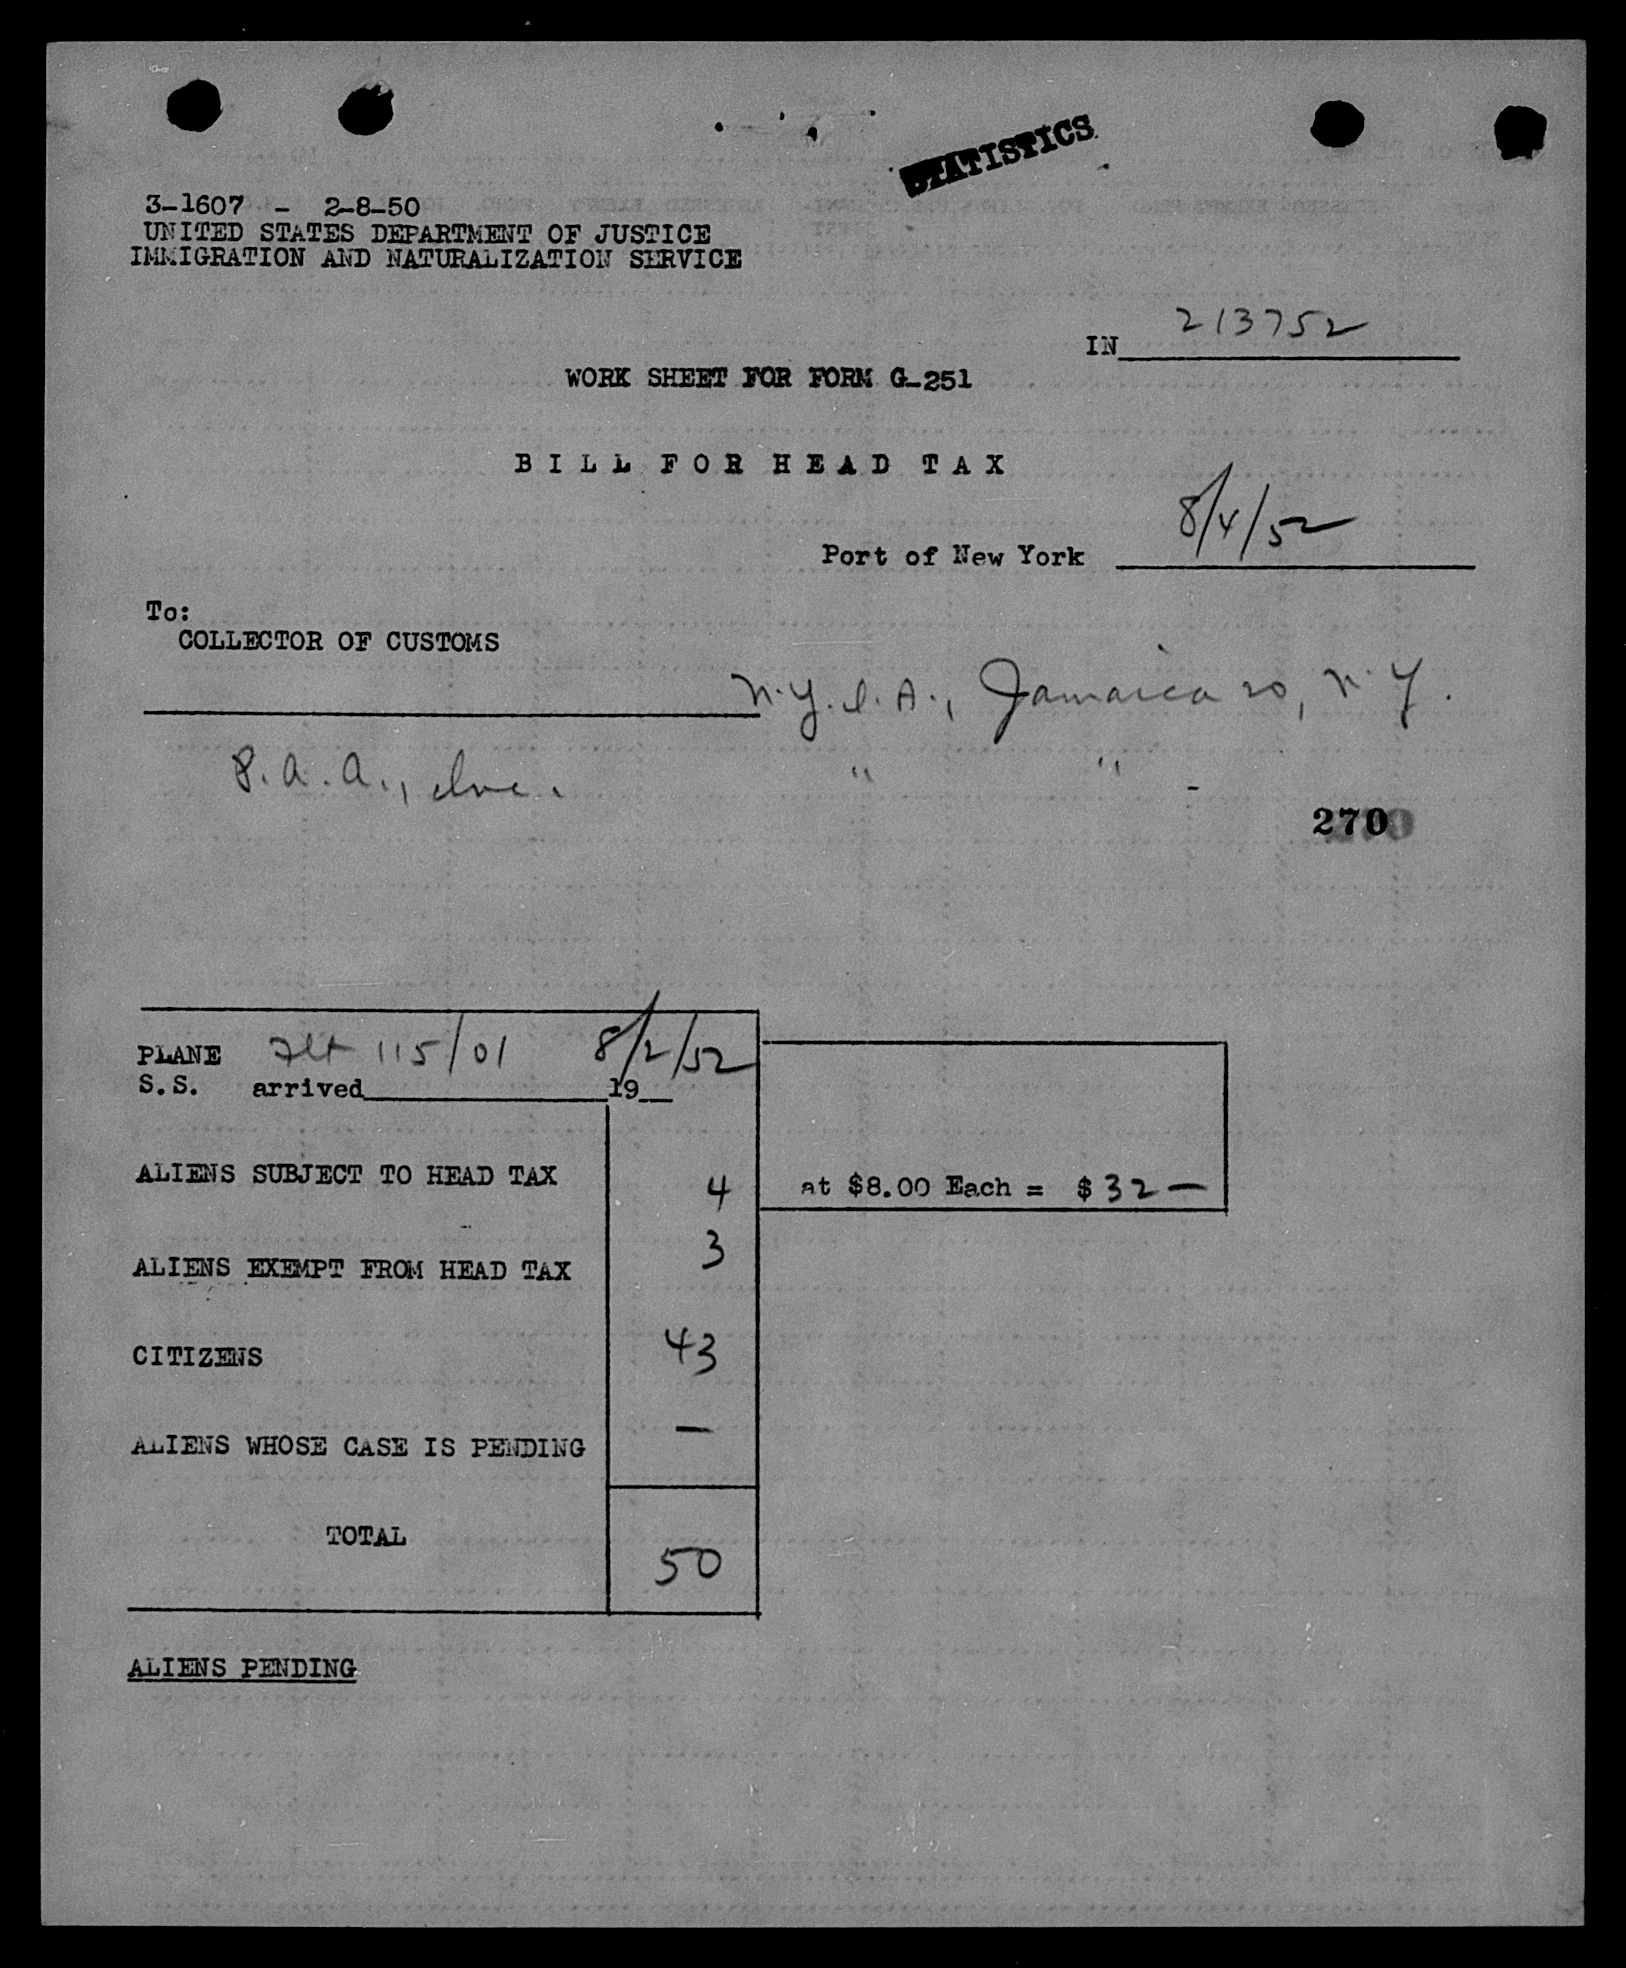 STATISTICS
3-1607 - 2-8-50
UNITED STATES DEPARTMENT OF JUSTICE
IMMIGRATION AND NATURALIZATION SERVICE
IN 213752
WORK SHEET FOR FORM G-251
BILL FOR HEAD TAX
Port of New York 8/4/52
To:
COLLECTOR OF CUSTOMS
N.Y.I.A., Jamaica 20, N.Y.
P.A.A., Inc. " "
270
PLANE Flt 115/01 8/2/52
S.S. arrived 19
ALIENS SUBJECT TO HEAD TAX 4 at $8.00 Each = $ 32 —
ALIENS EXEMPT FROM HEAD TAX 3
CITIZENS 43
ALIENS WHOSE CASE IS PENDING —
TOTAL 50
ALIENS PENDING